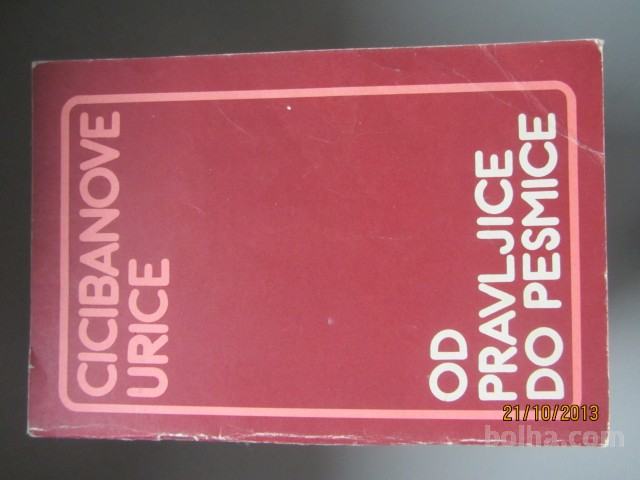 CICIBANOVE
URICE
OD
PRAVLJICE
DO PESMICE
21/10/2013
bolha.com